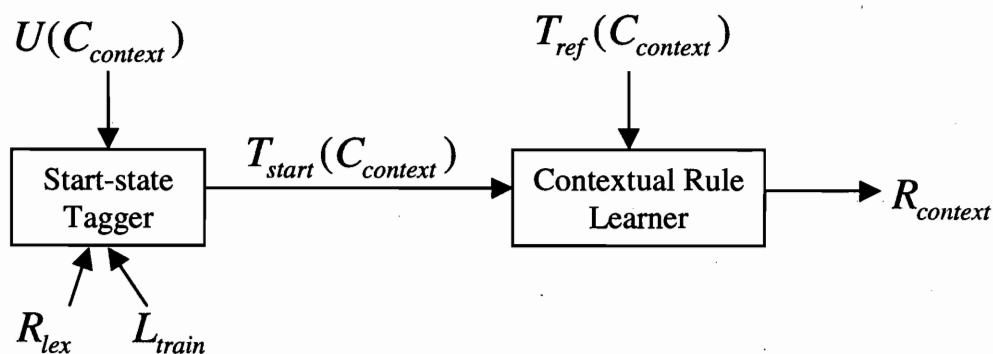 U(C_context)
T_ref(C_context)
Start-state
Tagger
T_start(C_context)
Contextual Rule
Learner
R_context
R_lex
L_train